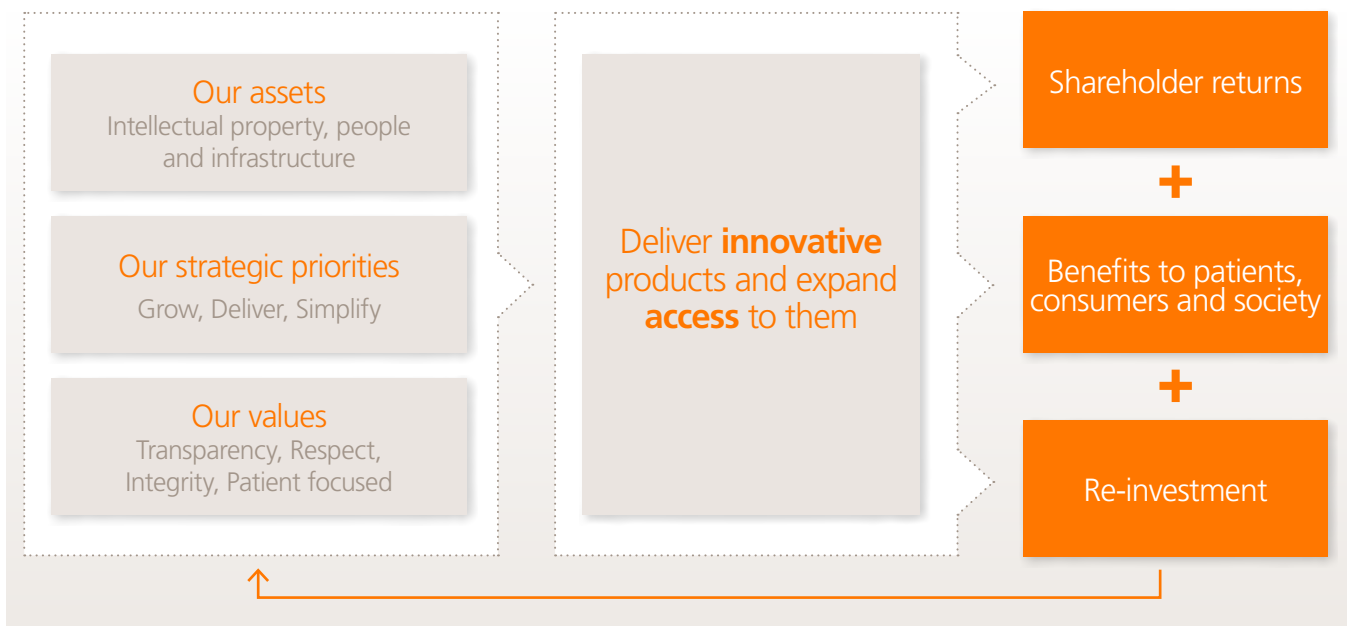 Our assets
Intellectual property, people
and infrastructure
Our strategic priorities
Grow, Deliver, Simplify
Our values
Transparency, Respect,
Integrity, Patient focused
Deliver innovative
products and expand
access to them
Shareholder returns
+
Benefits to patients,
consumers and society
+
Re-investment